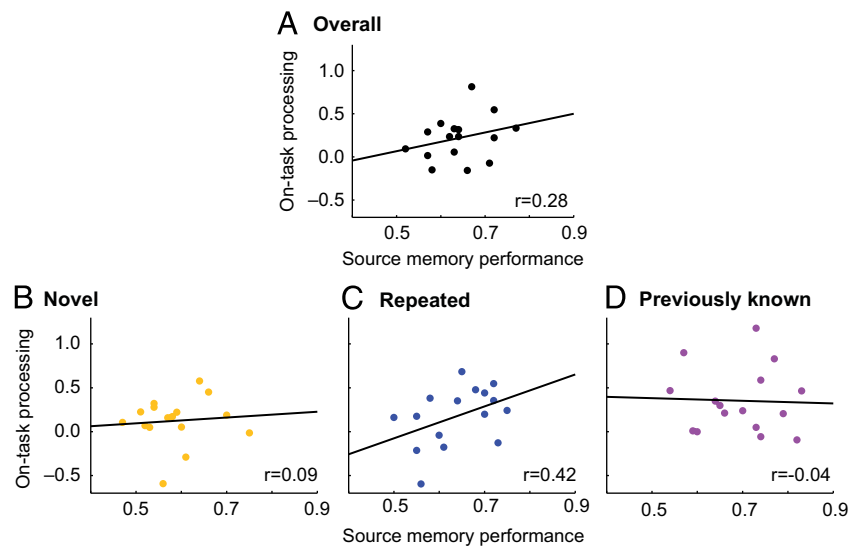 A Overall
On-task processing
1.0
0.5
0.0
–0.5
r=0.28
0.5 0.7 0.9
Source memory performance
B Novel
On-task processing
1.0
0.5
0.0
–0.5
r=0.09
0.5 0.7 0.9
C Repeated
r=0.42
0.5 0.7 0.9
Source memory performance
D Previously known
r=-0.04
0.5 0.7 0.9